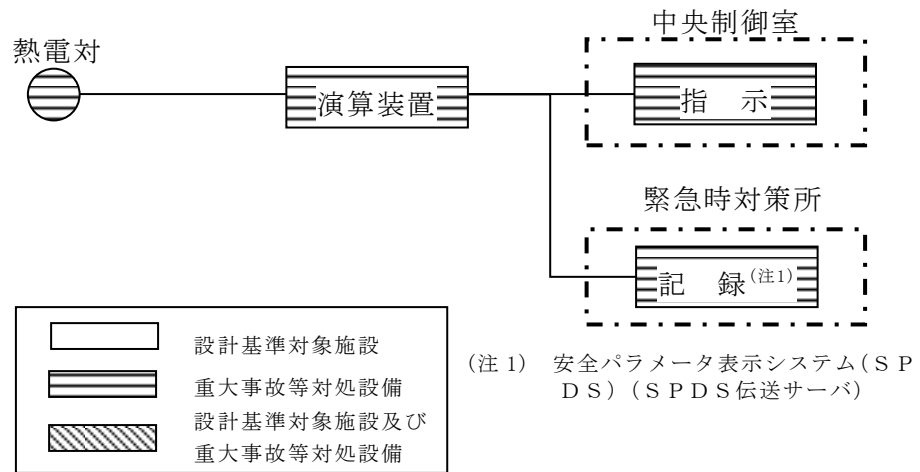 中央制御室
熱電対
演算装置
指　示
緊急時対策所
記　録(注1)
設計基準対象施設
重大事故等対処設備
設計基準対象施設及び
重大事故等対処設備
(注1)　安全パラメータ表示システム(ＳＰ
ＤＳ)(ＳＰＤＳ伝送サーバ)